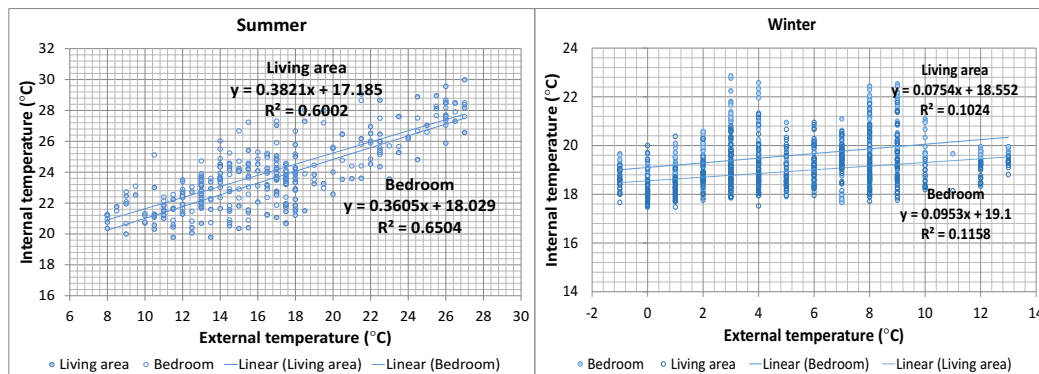 Summer
Internal temperature (°C)
32
30
28
26
24
22
20
18
16
Living area
y = 0.3821x + 17.185
R² = 0.6002
Bedroom
y = 0.3605x + 18.029
R² = 0.6504
6 8 10 12 14 16 18 20 22 24 26 28 30
External temperature (°C)
Living area Bedroom Linear (Living area) Linear (Bedroom)
Winter
Internal temperature (°C)
24
22
20
18
16
14
Living area
y = 0.0754x + 18.552
R² = 0.1024
Bedroom
y = 0.0953x + 19.1
R² = 0.1158
-2 0 2 4 6 8 10 12 14
External temperature (°C)
Bedroom Living area Linear (Bedroom) Linear (Living area)